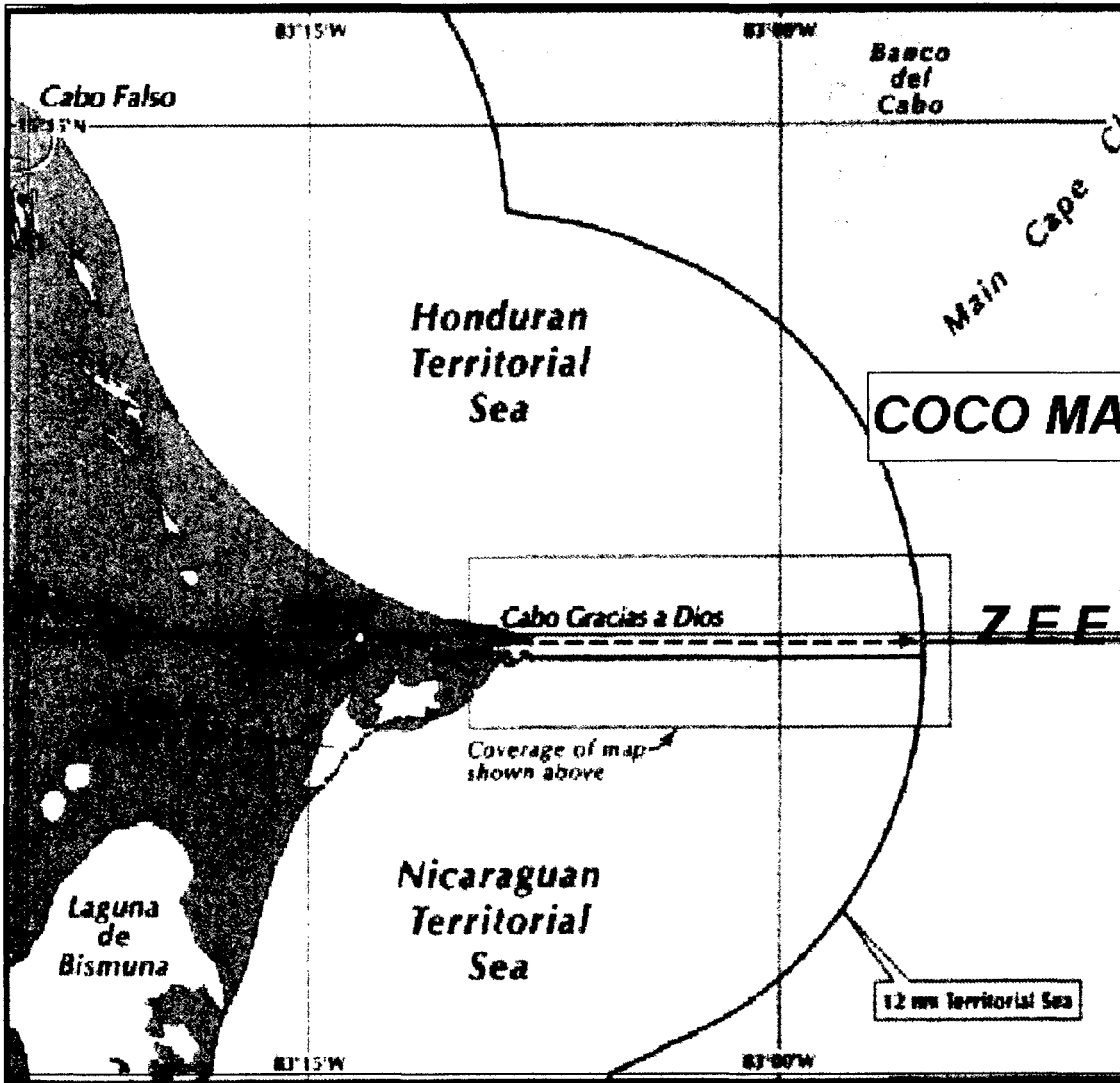 83°15'W
83°00'W
Banco
del
Cabo
Cabo Falso
Main Cape
Honduran
Territorial
Sea
COCO MA
Cabo Gracias a Dios
ZEE
Coverage of map
shown above
Nicaraguan
Territorial
Sea
Laguna
de
Bismuna
12 nm Territorial Sea
83°15'W
83°00'W